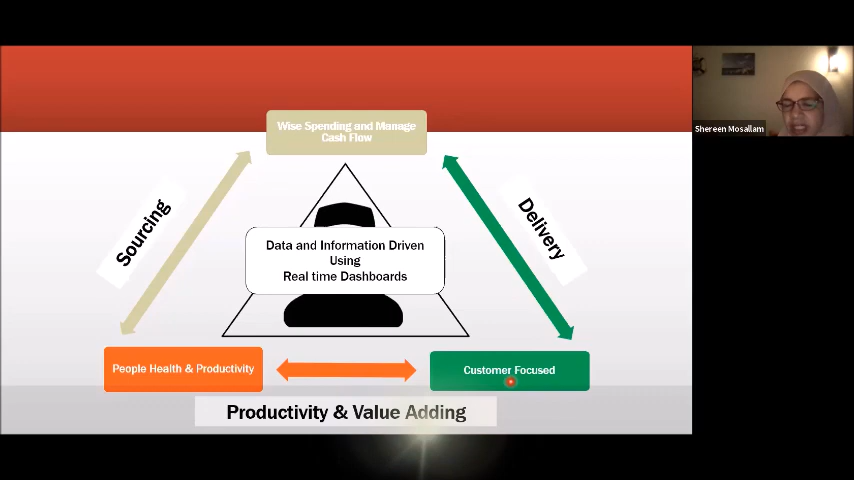 Wise Spending and Manage
Cash Flow
Shereen Mosallam
Sourcing
Delivery
Data and Information Driven
Using
Real time Dashboards
People Health & Productivity
Customer Focused
Productivity & Value Adding